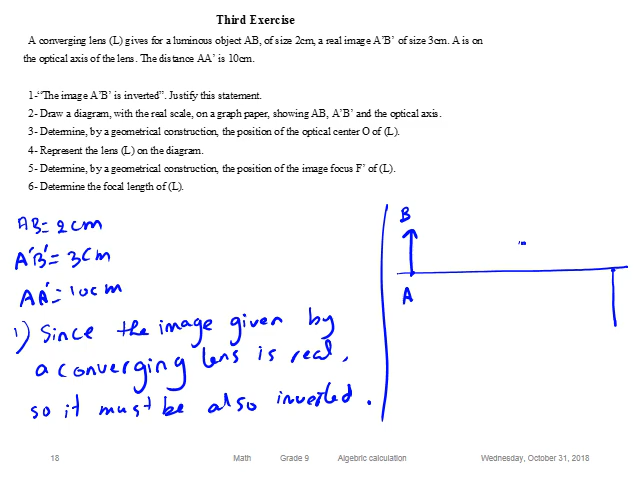 Third Exercise
A converging lens (L) gives for a luminous object AB, of size 2cm, a real image A'B' of size 3cm. A is on
the optical axis of the lens. The distance AA' is 10cm.
1-"The image A'B' is inverted". Justify this statement.
2- Draw a diagram, with the real scale, on a graph paper, showing AB, A'B' and the optical axis.
3- Determine, by a geometrical construction, the position of the optical center O of (L).
4- Represent the lens (L) on the diagram.
5- Determine, by a geometrical construction, the position of the image focus F' of (L).
6- Determine the focal length of (L).
AB = 2cm
A'B' = 3cm
AA' = 10cm
1) Since the image given by
a converging lens is real,
so it must be also inverted.
B
A
18 Math Grade 9 Algebric calculation Wednesday, October 31, 2018